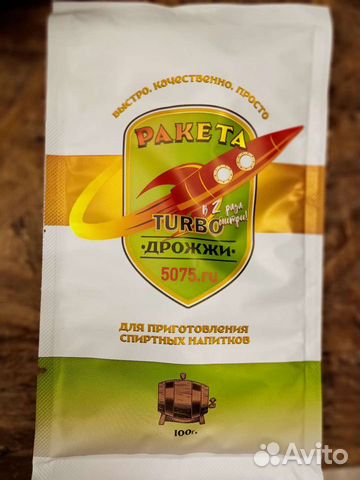 БЫСТРО, КАЧЕСТВЕННО, ПРОСТО
РАКЕТА
В 2 раза
быстрее!
TURBO
·ДРОЖЖИ·
5075.ru
ДЛЯ ПРИГОТОВЛЕНИЯ
СПИРТНЫХ НАПИТКОВ
100г.
Avito